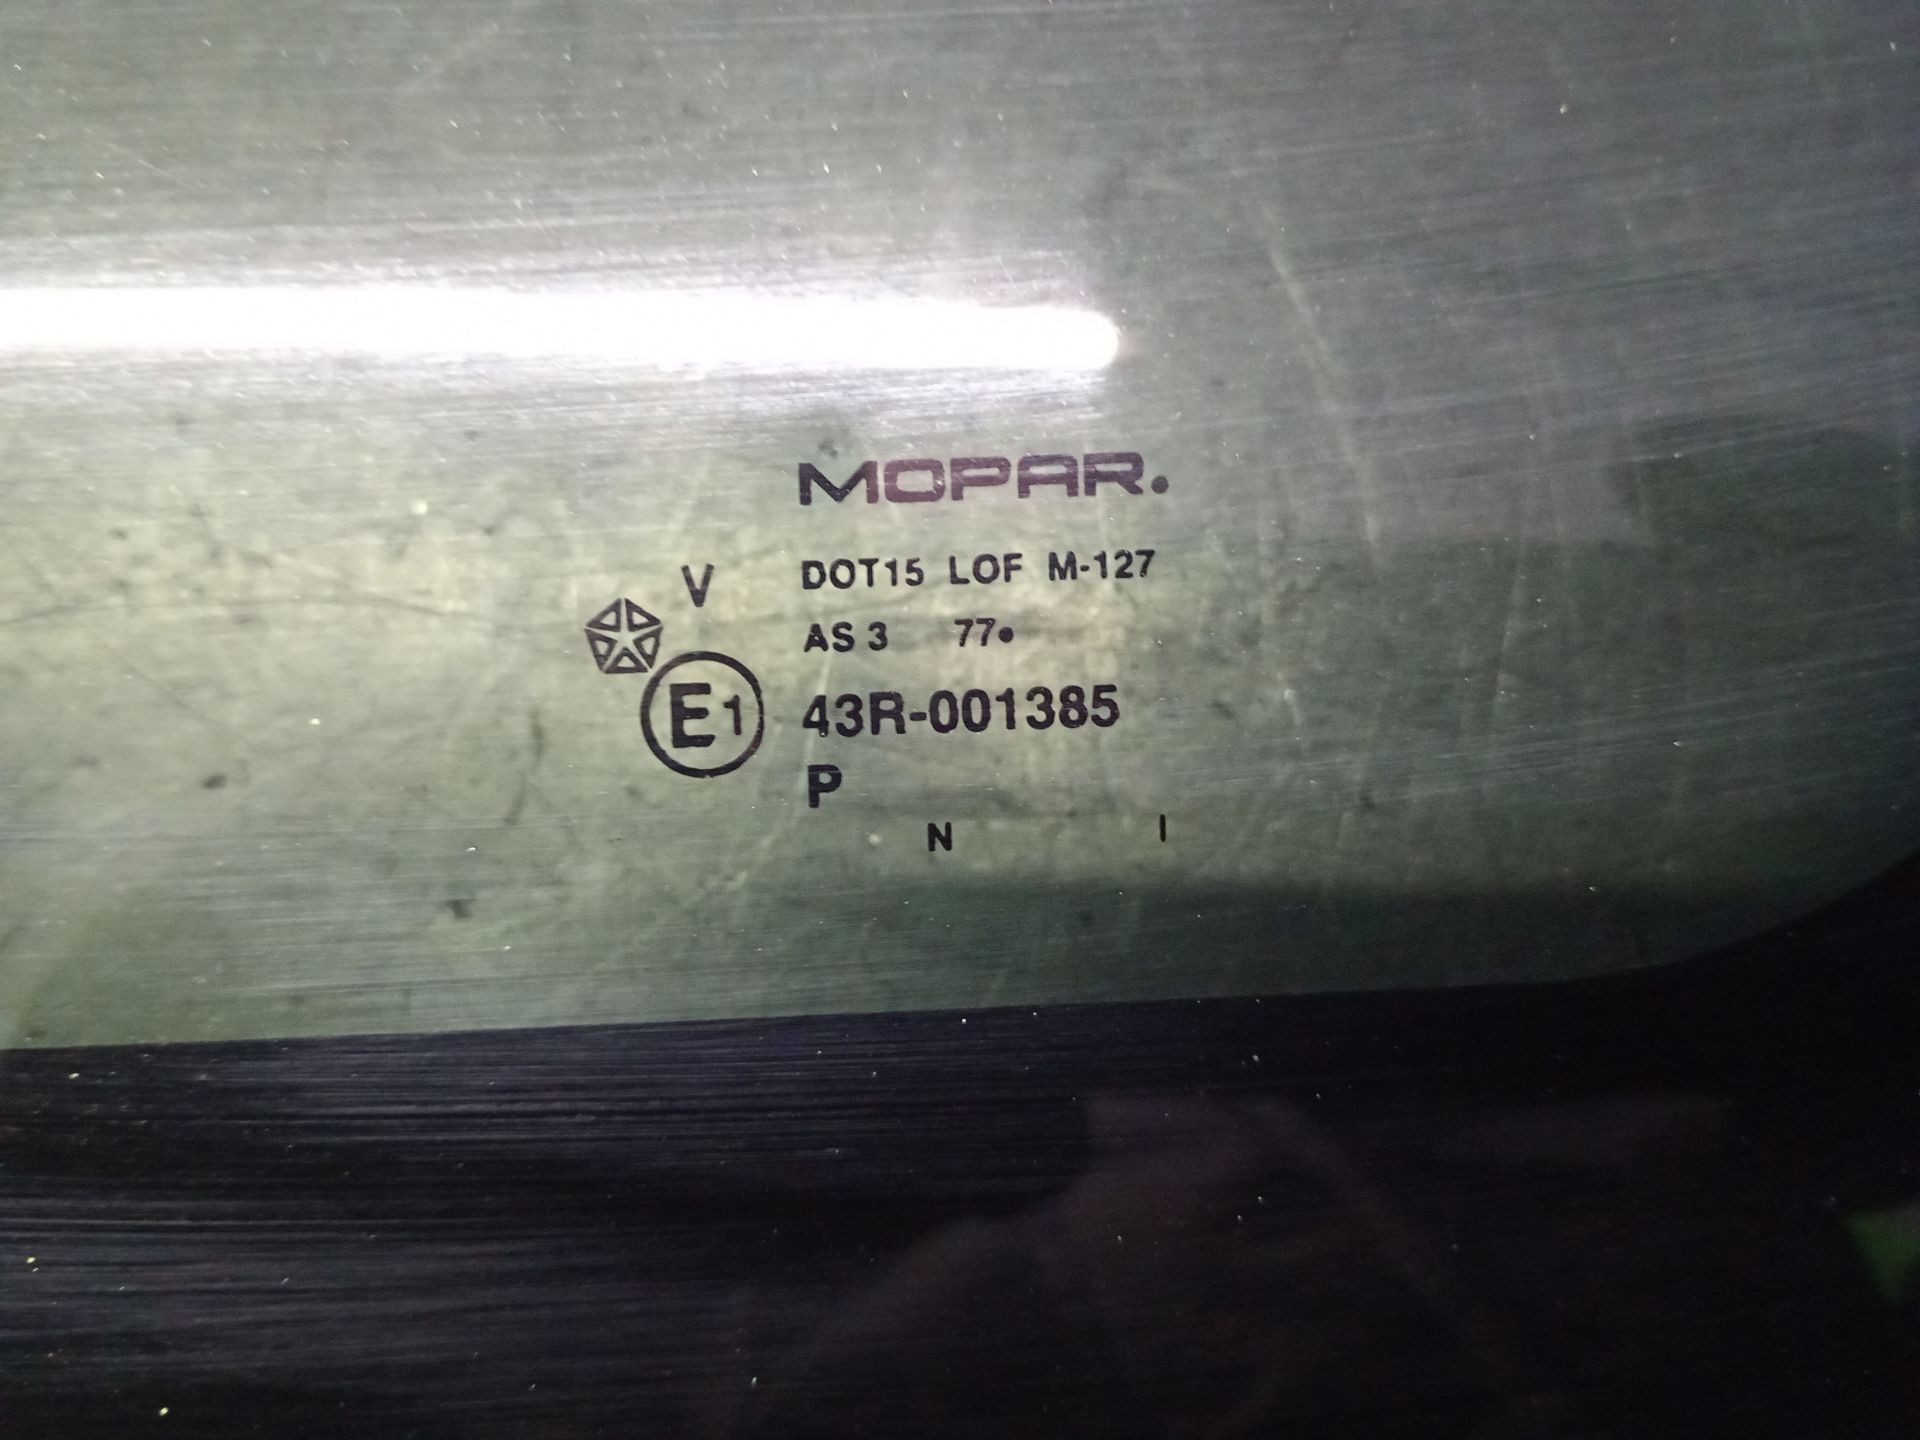 MOPAR.
V DOT15 LOF M-127
AS 3 77•
E1 43R-001385
P
N I